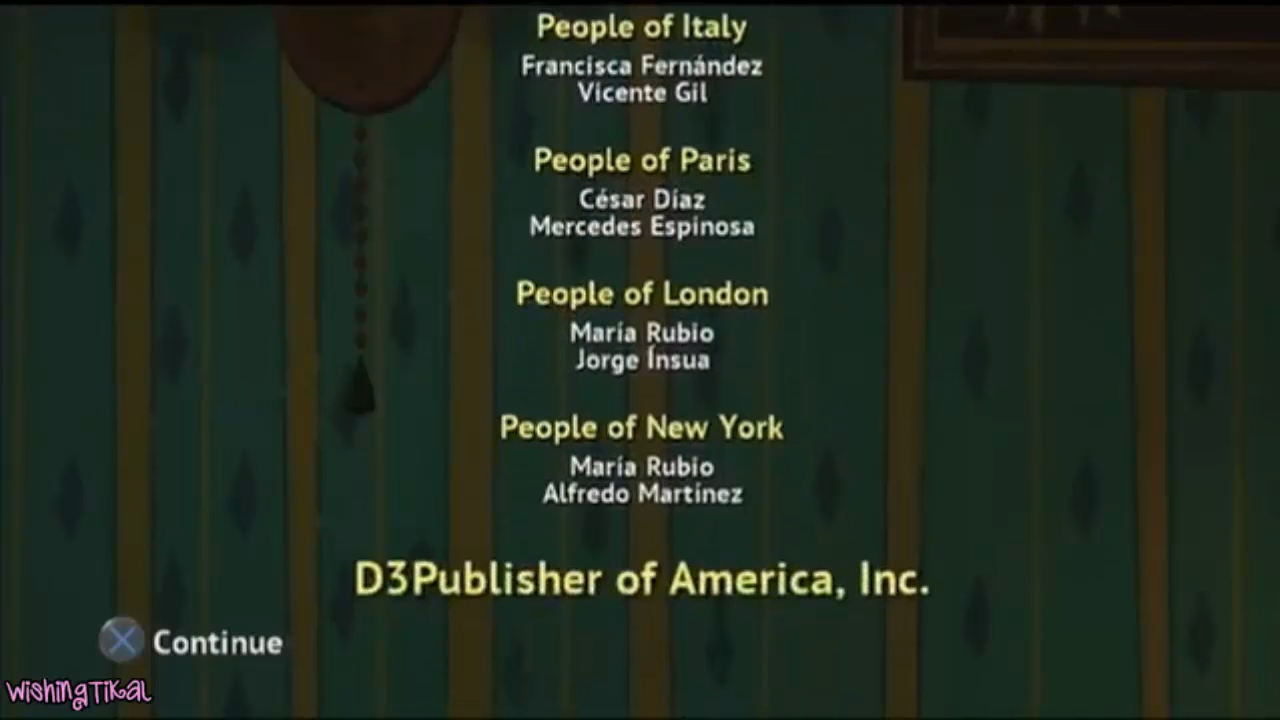 People of Italy
Francisca Fernández
Vicente Gil
People of Paris
César Díaz
Mercedes Espinosa
People of London
María Rubio
Jorge Ínsua
People of New York
María Rubio
Alfredo Martínez
D3Publisher of America, Inc.
Continue
WishingTikal